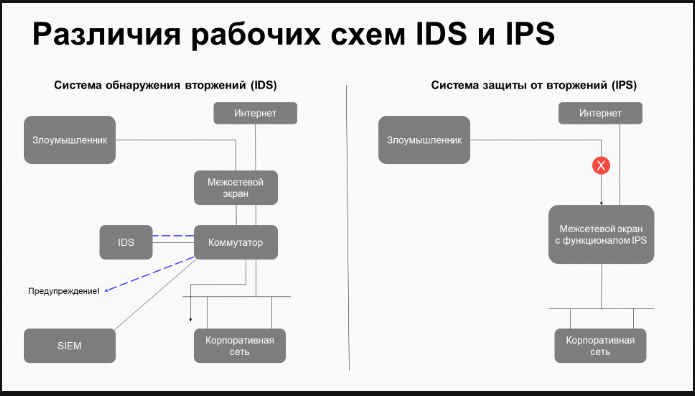 Различия рабочих схем IDS и IPS
Система обнаружения вторжений (IDS)
Интернет
Злоумышленник
Межсетевой
экран
IDS
Коммутатор
Предупреждение!
SIEM
Корпоративная
сеть
Система защиты от вторжений (IPS)
Интернет
Злоумышленник
X
Межсетевой экран
с функционалом IPS
Корпоративная
сеть